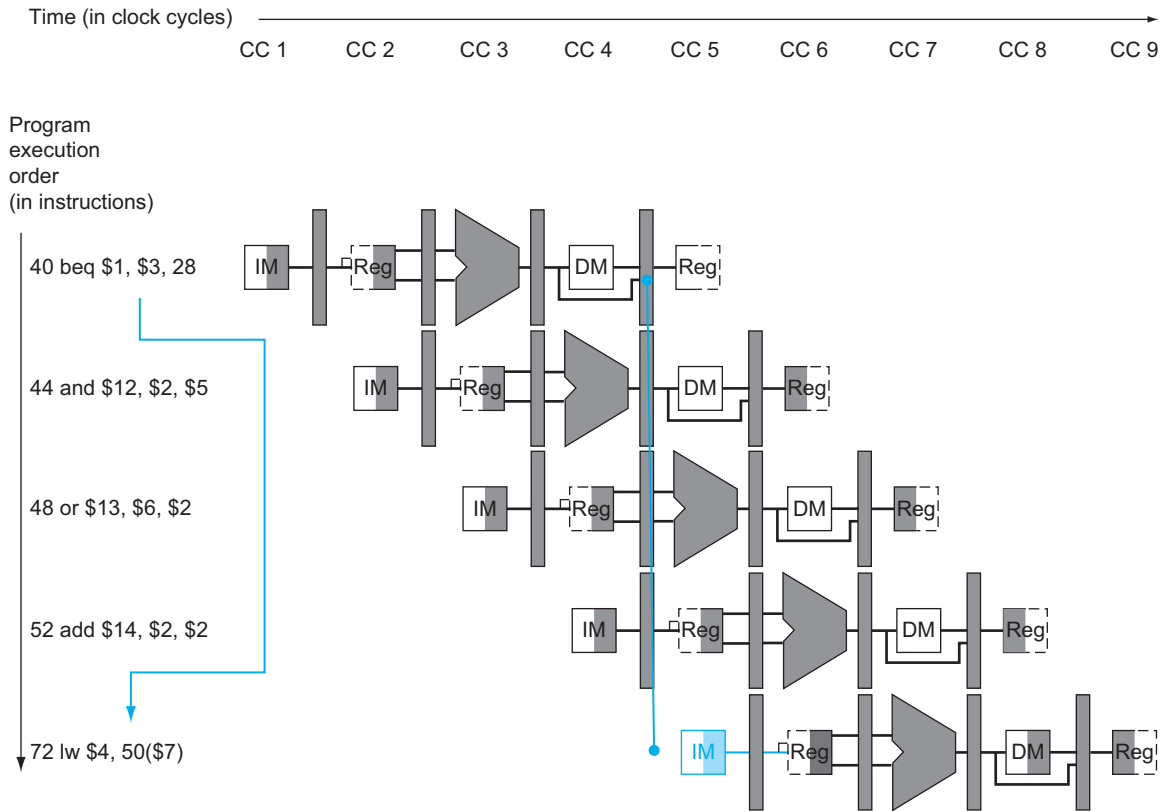 Time (in clock cycles)
CC 1 CC 2 CC 3 CC 4 CC 5 CC 6 CC 7 CC 8 CC 9
Program
execution
order
(in instructions)
40 beq $1, $3, 28
IM Reg DM Reg
44 and $12, $2, $5
IM Reg DM Reg
48 or $13, $6, $2
IM Reg DM Reg
52 add $14, $2, $2
IM Reg DM Reg
72 lw $4, 50($7)
IM Reg DM Reg